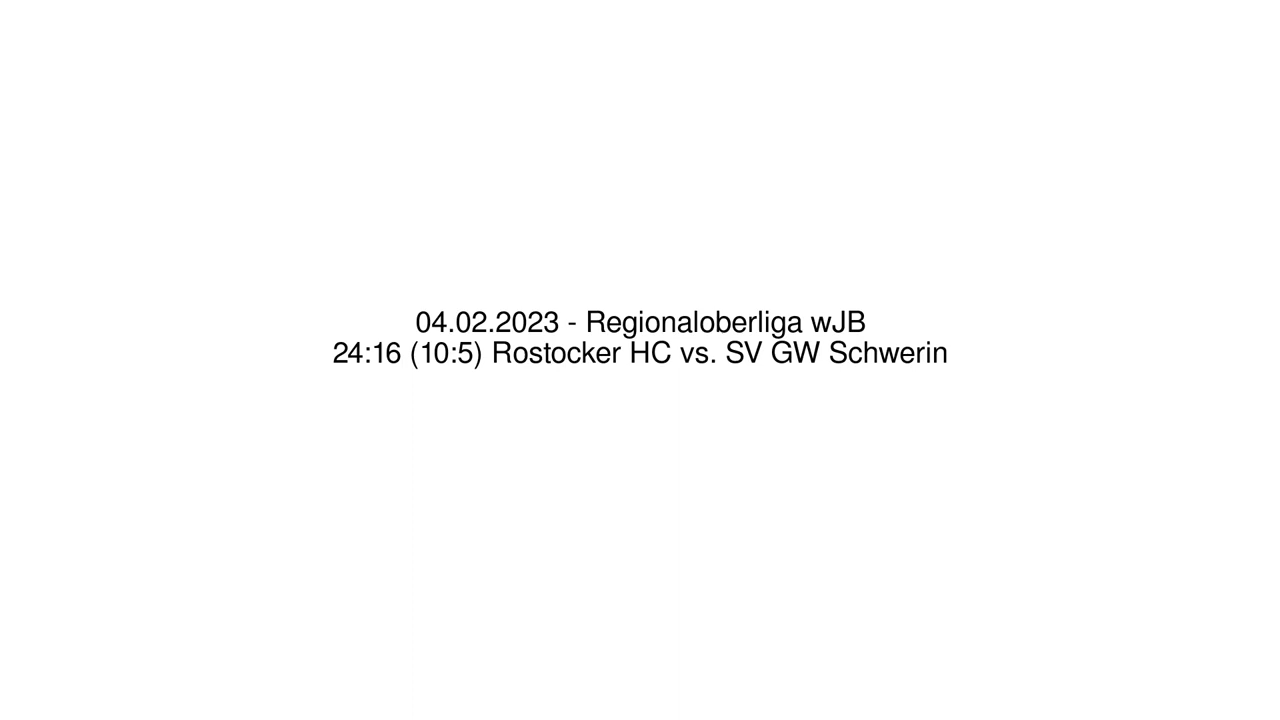 04.02.2023 - Regionaloberliga wJB
24:16 (10:5) Rostocker HC vs. SV GW Schwerin